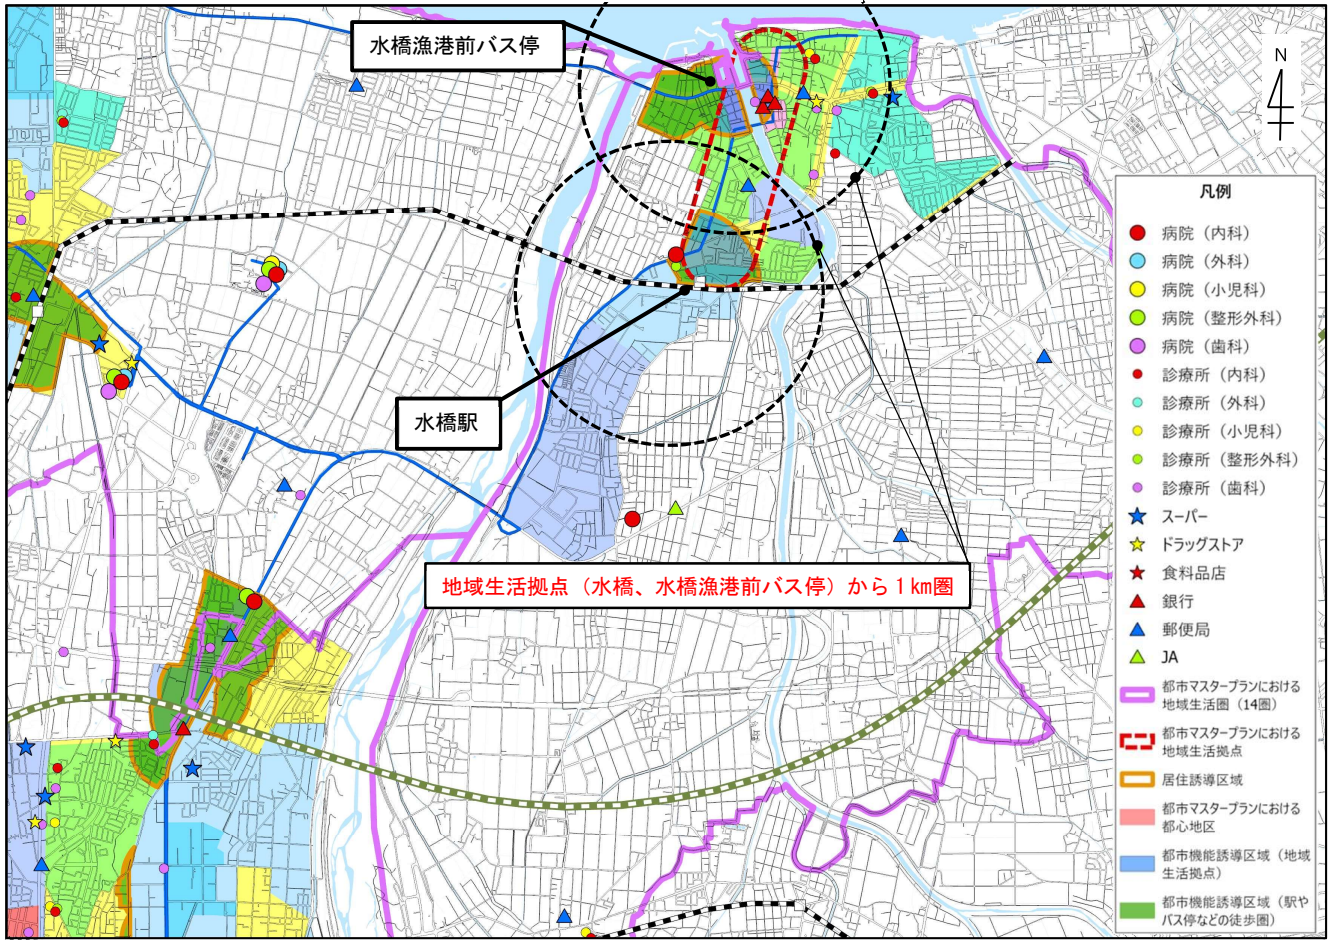 水橋漁港前バス停
N
凡例
病院（内科）
病院（外科）
病院（小児科）
病院（整形外科）
病院（歯科）
診療所（内科）
診療所（外科）
診療所（小児科）
診療所（整形外科）
診療所（歯科）
スーパー
ドラッグストア
食料品店
銀行
郵便局
JA
都市マスタープランにおける
地域生活圏（14圏）
都市マスタープランにおける
地域生活拠点
居住誘導区域
都市マスタープランにおける
都心地区
都市機能誘導区域（地域
生活拠点）
都市機能誘導区域（駅や
バス停などの徒歩圏）
水橋駅
地域生活拠点（水橋、水橋漁港前バス停）から１km圏